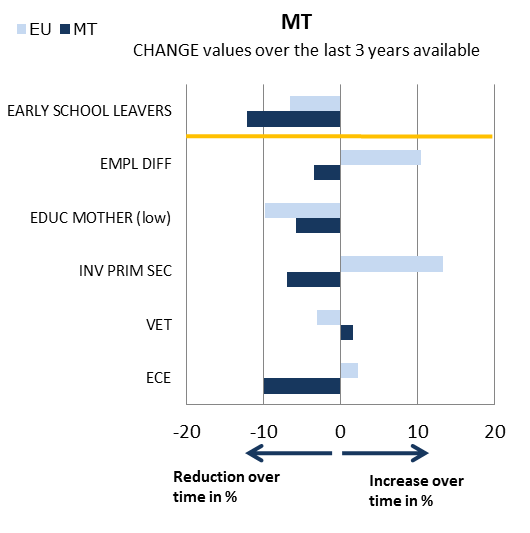 EU MT
MT
CHANGE values over the last 3 years available
EARLY SCHOOL LEAVERS
EMPL DIFF
EDUC MOTHER (low)
INV PRIM SEC
VET
ECE
-20 -10 0 10 20
Reduction over
time in %
Increase over
time in %